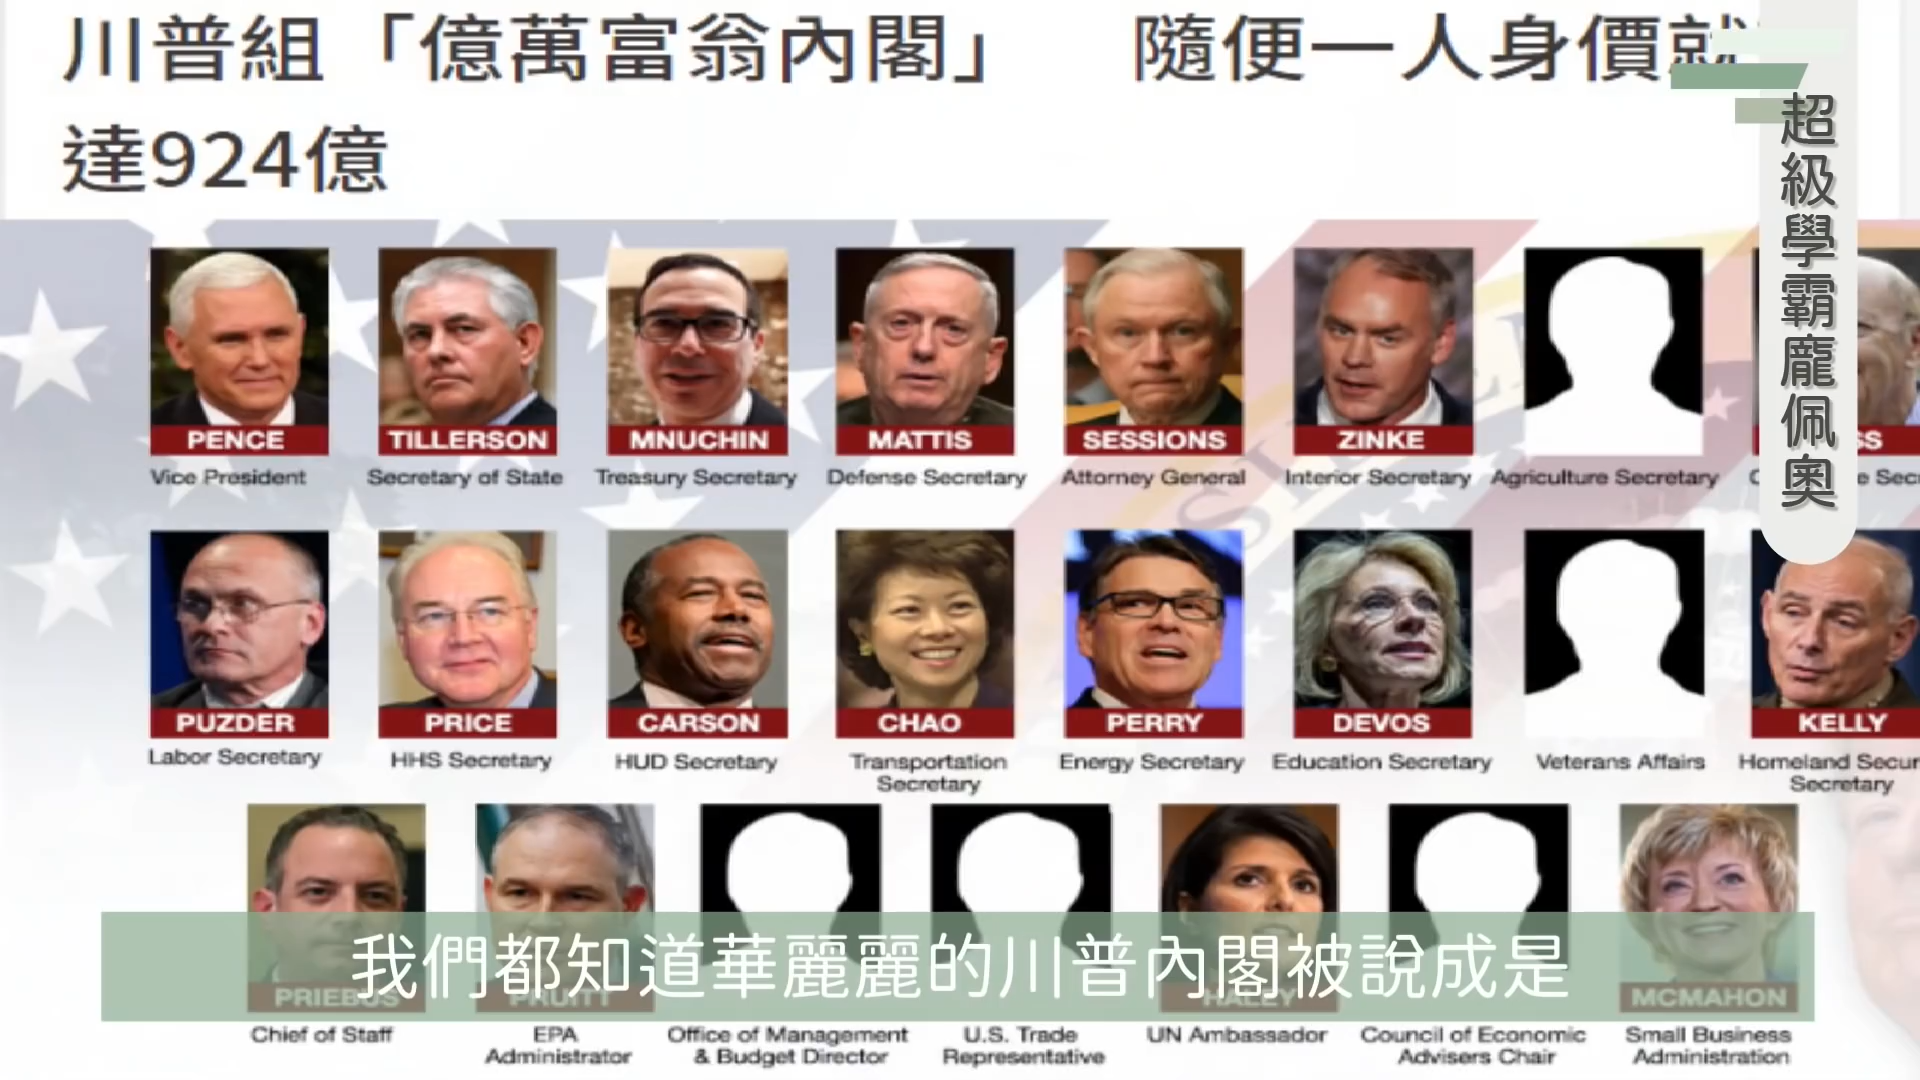 川普組「億萬富翁內閣」 隨便一人身價就
達924億
超級學霸龐佩奧
PENCE
Vice President
TILLERSON
Secretary of State
MNUCHIN
Treasury Secretary
MATTIS
Defense Secretary
SESSIONS
Attorney General
ZINKE
Interior Secretary
Agriculture Secretary
PUZDER
Labor Secretary
PRICE
HHS Secretary
CARSON
HUD Secretary
CHAO
Transportation
Secretary
PERRY
Energy Secretary
DEVOS
Education Secretary
Veterans Affairs
KELLY
Homeland Secur
Secretary
PRIEBUS
Chief of Staff
PRUITT
EPA
Administrator
Office of Management
& Budget Director
U.S. Trade
Representative
HALEY
UN Ambassador
Council of Economic
Advisers Chair
MCMAHON
Small Business
Administration
我們都知道華麗麗的川普內閣被說成是